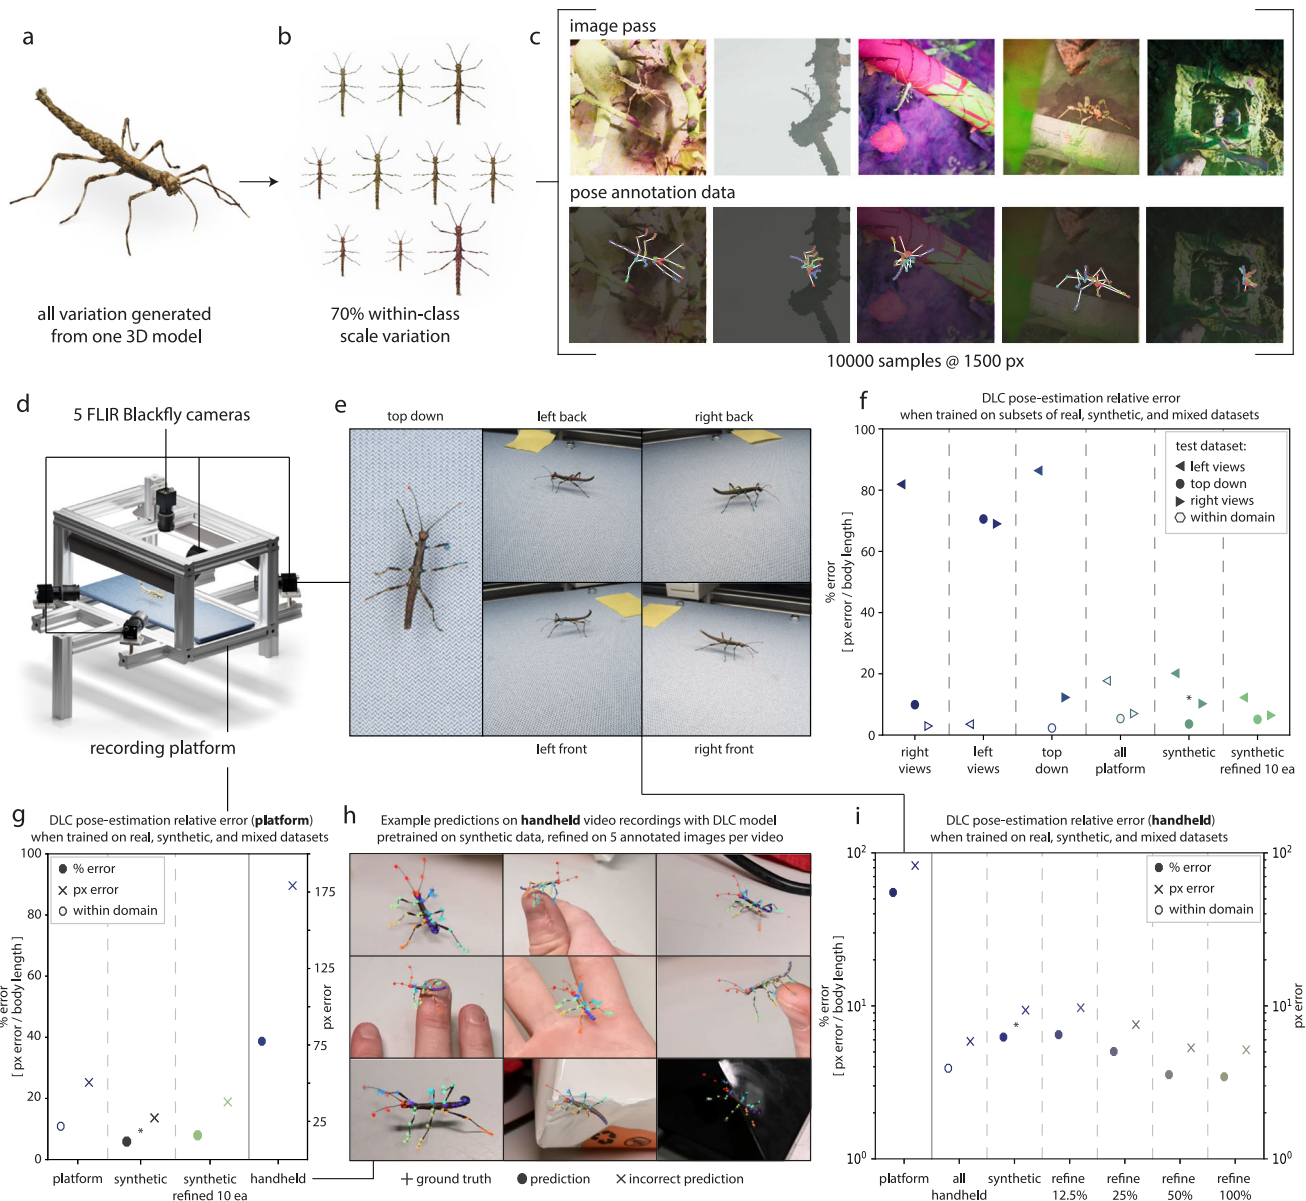 a
all variation generated
from one 3D model
b
70% within-class
scale variation
c
image pass
pose annotation data
10000 samples @ 1500 px
d
5 FLIR Blackfly cameras
recording platform
e
top down
left back
right back
left front
right front
f
DLC pose-estimation relative error
when trained on subsets of real, synthetic, and mixed datasets
% error
[ px error / body length ]
100
80
60
40
20
0
test dataset:
left views
top down
right views
within domain
*
right
views
left
views
top
down
all
platform
synthetic
synthetic
refined 10 ea
g
DLC pose-estimation relative error (platform)
when trained on real, synthetic, and mixed datasets
% error
[ px error / body length ]
100
80
60
40
20
0
% error
px error
within domain
*
175
125
75
25
px error
platform
synthetic
synthetic
refined 10 ea
handheld
h
Example predictions on handheld video recordings with DLC model
pretrained on synthetic data, refined on 5 annotated images per video
ground truth
prediction
incorrect prediction
i
DLC pose-estimation relative error (handheld)
when trained on real, synthetic, and mixed datasets
% error
[ px error / body length ]
10²
10¹
10⁰
% error
px error
within domain
*
10²
10¹
10⁰
px error
platform
all
handheld
synthetic
refine
12.5%
refine
25%
refine
50%
refine
100%